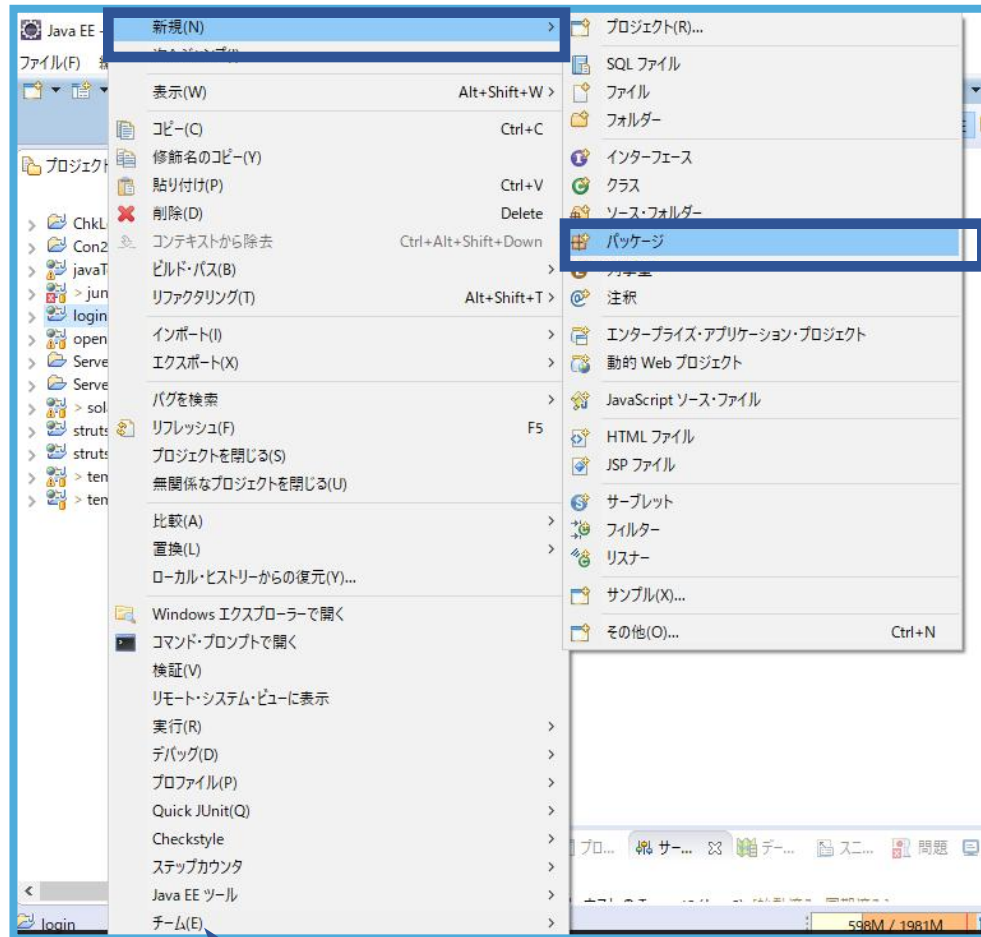 Java EE -
新規(N)
プロジェクト(R)...
ファイル(F)
SQL ファイル
表示(W) Alt+Shift+W
ファイル
コピー(C) Ctrl+C
フォルダー
プロジェクト
修飾名のコピー(Y)
インターフェース
貼り付け(P) Ctrl+V
クラス
ChkL
削除(D) Delete
ソース・フォルダー
Con2
コンテキストから除去 Ctrl+Alt+Shift+Down
パッケージ
javaT
ビルド・パス(B)
> jun
リファクタリング(T) Alt+Shift+T
注釈
login
open
インポート(I)
エンタープライズ・アプリケーション・プロジェクト
Serve
エクスポート(X)
動的 Web プロジェクト
Serve
> sol
バグを検索
JavaScript ソース・ファイル
struts
リフレッシュ(F) F5
HTML ファイル
struts
プロジェクトを閉じる(S)
JSP ファイル
> tem
無関係なプロジェクトを閉じる(U)
> tem
サーブレット
比較(A)
フィルター
置換(L)
リスナー
ローカル・ヒストリーからの復元(Y)...
サンプル(X)...
Windows エクスプローラーで開く
その他(O)... Ctrl+N
コマンド・プロンプトで開く
検証(V)
リモート・システム・ビューに表示
実行(R)
デバッグ(D)
プロファイル(P)
Quick JUnit(Q)
Checkstyle
プロ... サー... デー... スニ... 問題
ステップカウンタ
Java EE ツール
login
チーム(E)
598M / 1981M